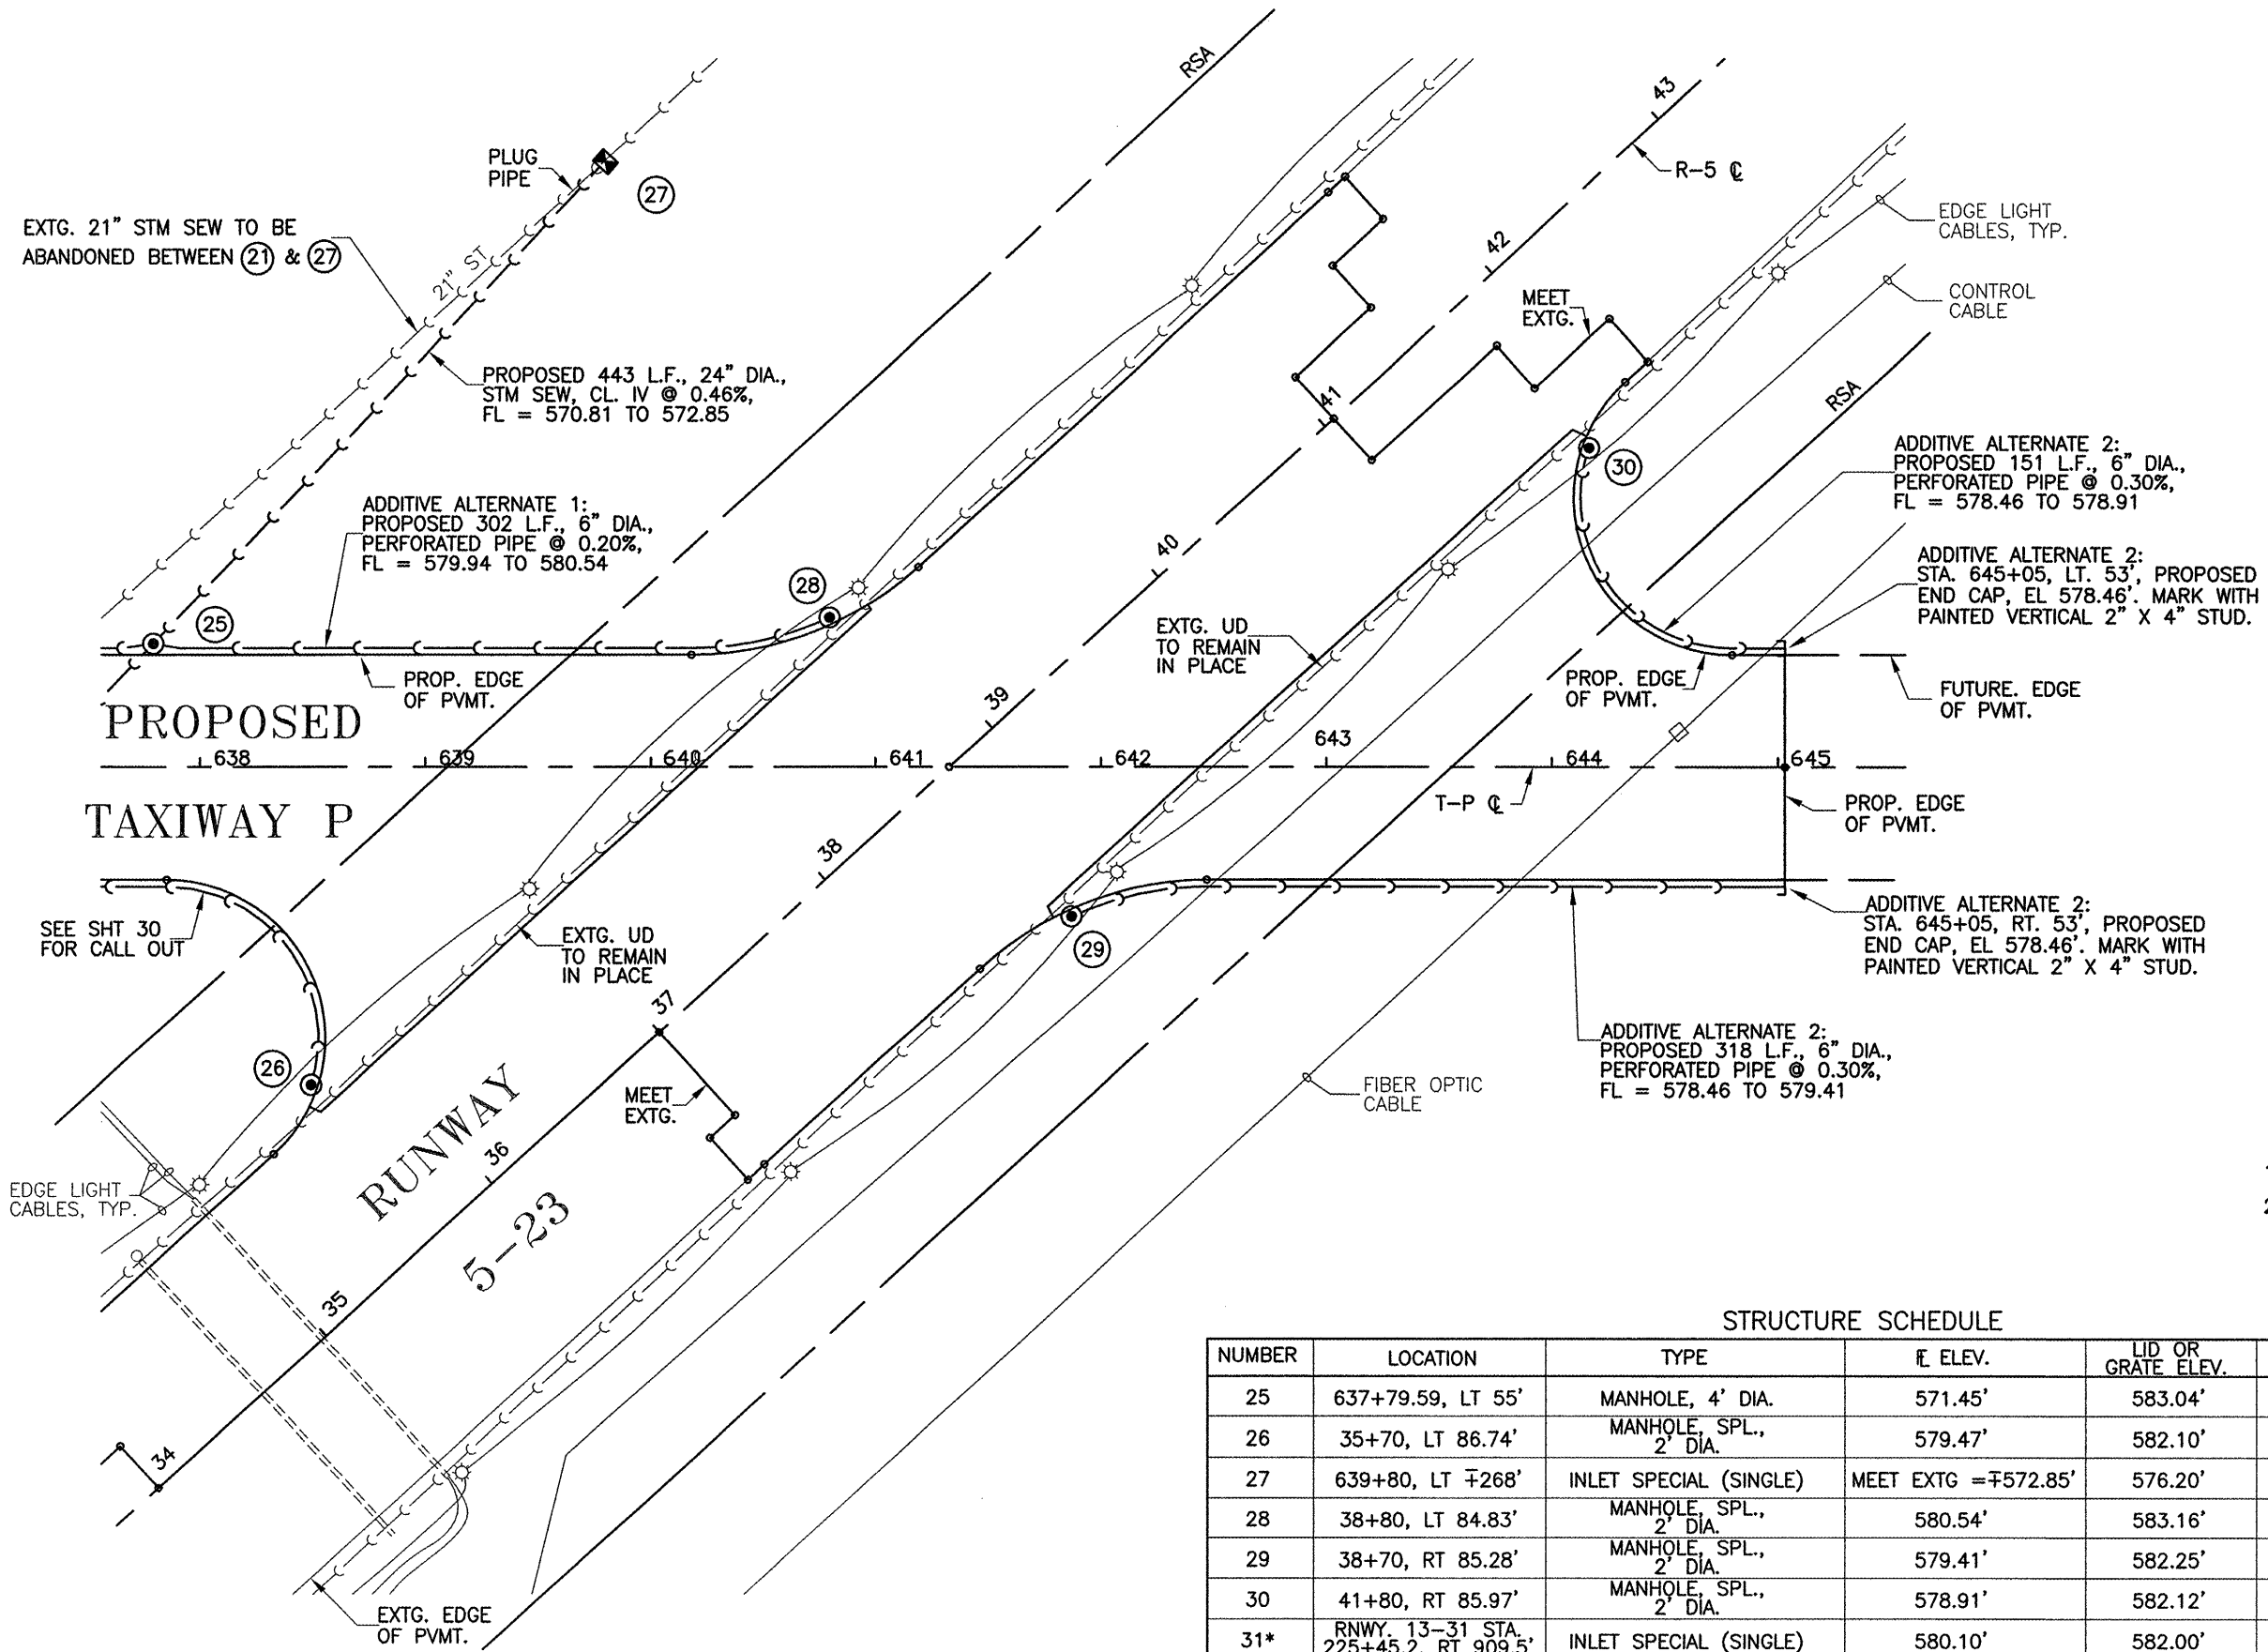 RSA
43
R-5 ℄
PLUG
PIPE
27
EXTG. 21" STM SEW TO BE
ABANDONED BETWEEN 21 & 27
21" ST
42
EDGE LIGHT
CABLES, TYP.
CONTROL
CABLE
MEET
EXTG.
PROPOSED 443 L.F., 24" DIA.,
STM SEW, CL. IV @ 0.46%,
FL = 570.81 TO 572.85
41
RSA
30
ADDITIVE ALTERNATE 2:
PROPOSED 151 L.F., 6" DIA.,
PERFORATED PIPE @ 0.30%,
FL = 578.46 TO 578.91
ADDITIVE ALTERNATE 1:
PROPOSED 302 L.F., 6" DIA.,
PERFORATED PIPE @ 0.20%,
FL = 579.94 TO 580.54
40
28
25
ADDITIVE ALTERNATE 2:
STA. 645+05, LT. 53', PROPOSED
END CAP, EL 578.46'. MARK WITH
PAINTED VERTICAL 2" X 4" STUD.
EXTG. UD
TO REMAIN
IN PLACE
PROP. EDGE
OF PVMT.
PROP. EDGE
OF PVMT.
FUTURE. EDGE
OF PVMT.
39
PROPOSED
638
639
640
641
642
643
644
645
TAXIWAY P
T-P ℄
PROP. EDGE
OF PVMT.
38
SEE SHT 30
FOR CALL OUT
EXTG. UD
TO REMAIN
IN PLACE
29
ADDITIVE ALTERNATE 2:
STA. 645+05, RT. 53', PROPOSED
END CAP, EL 578.46'. MARK WITH
PAINTED VERTICAL 2" X 4" STUD.
37
26
ADDITIVE ALTERNATE 2:
PROPOSED 318 L.F., 6" DIA.,
PERFORATED PIPE @ 0.30%,
FL = 578.46 TO 579.41
MEET
EXTG.
FIBER OPTIC
CABLE
RUNWAY
36
5-23
EDGE LIGHT
CABLES, TYP.
35
34
EXTG. EDGE
OF PVMT.
STRUCTURE SCHEDULE
NUMBER LOCATION TYPE ℄ ELEV. LID OR GRATE ELEV.
25 637+79.59, LT 55' MANHOLE, 4' DIA. 571.45' 583.04'
26 35+70, LT 86.74' MANHOLE, SPL., 2' DIA. 579.47' 582.10'
27 639+80, LT ∓268' INLET SPECIAL (SINGLE) MEET EXTG =∓572.85' 576.20'
28 38+80, LT 84.83' MANHOLE, SPL., 2' DIA. 580.54' 583.16'
29 38+70, RT 85.28' MANHOLE, SPL., 2' DIA. 579.41' 582.25'
30 41+80, RT 85.97' MANHOLE, SPL., 2' DIA. 578.91' 582.12'
31* RNWY. 13-31 STA. 225+45.2, RT 909.5' INLET SPECIAL (SINGLE) 580.10' 582.00'